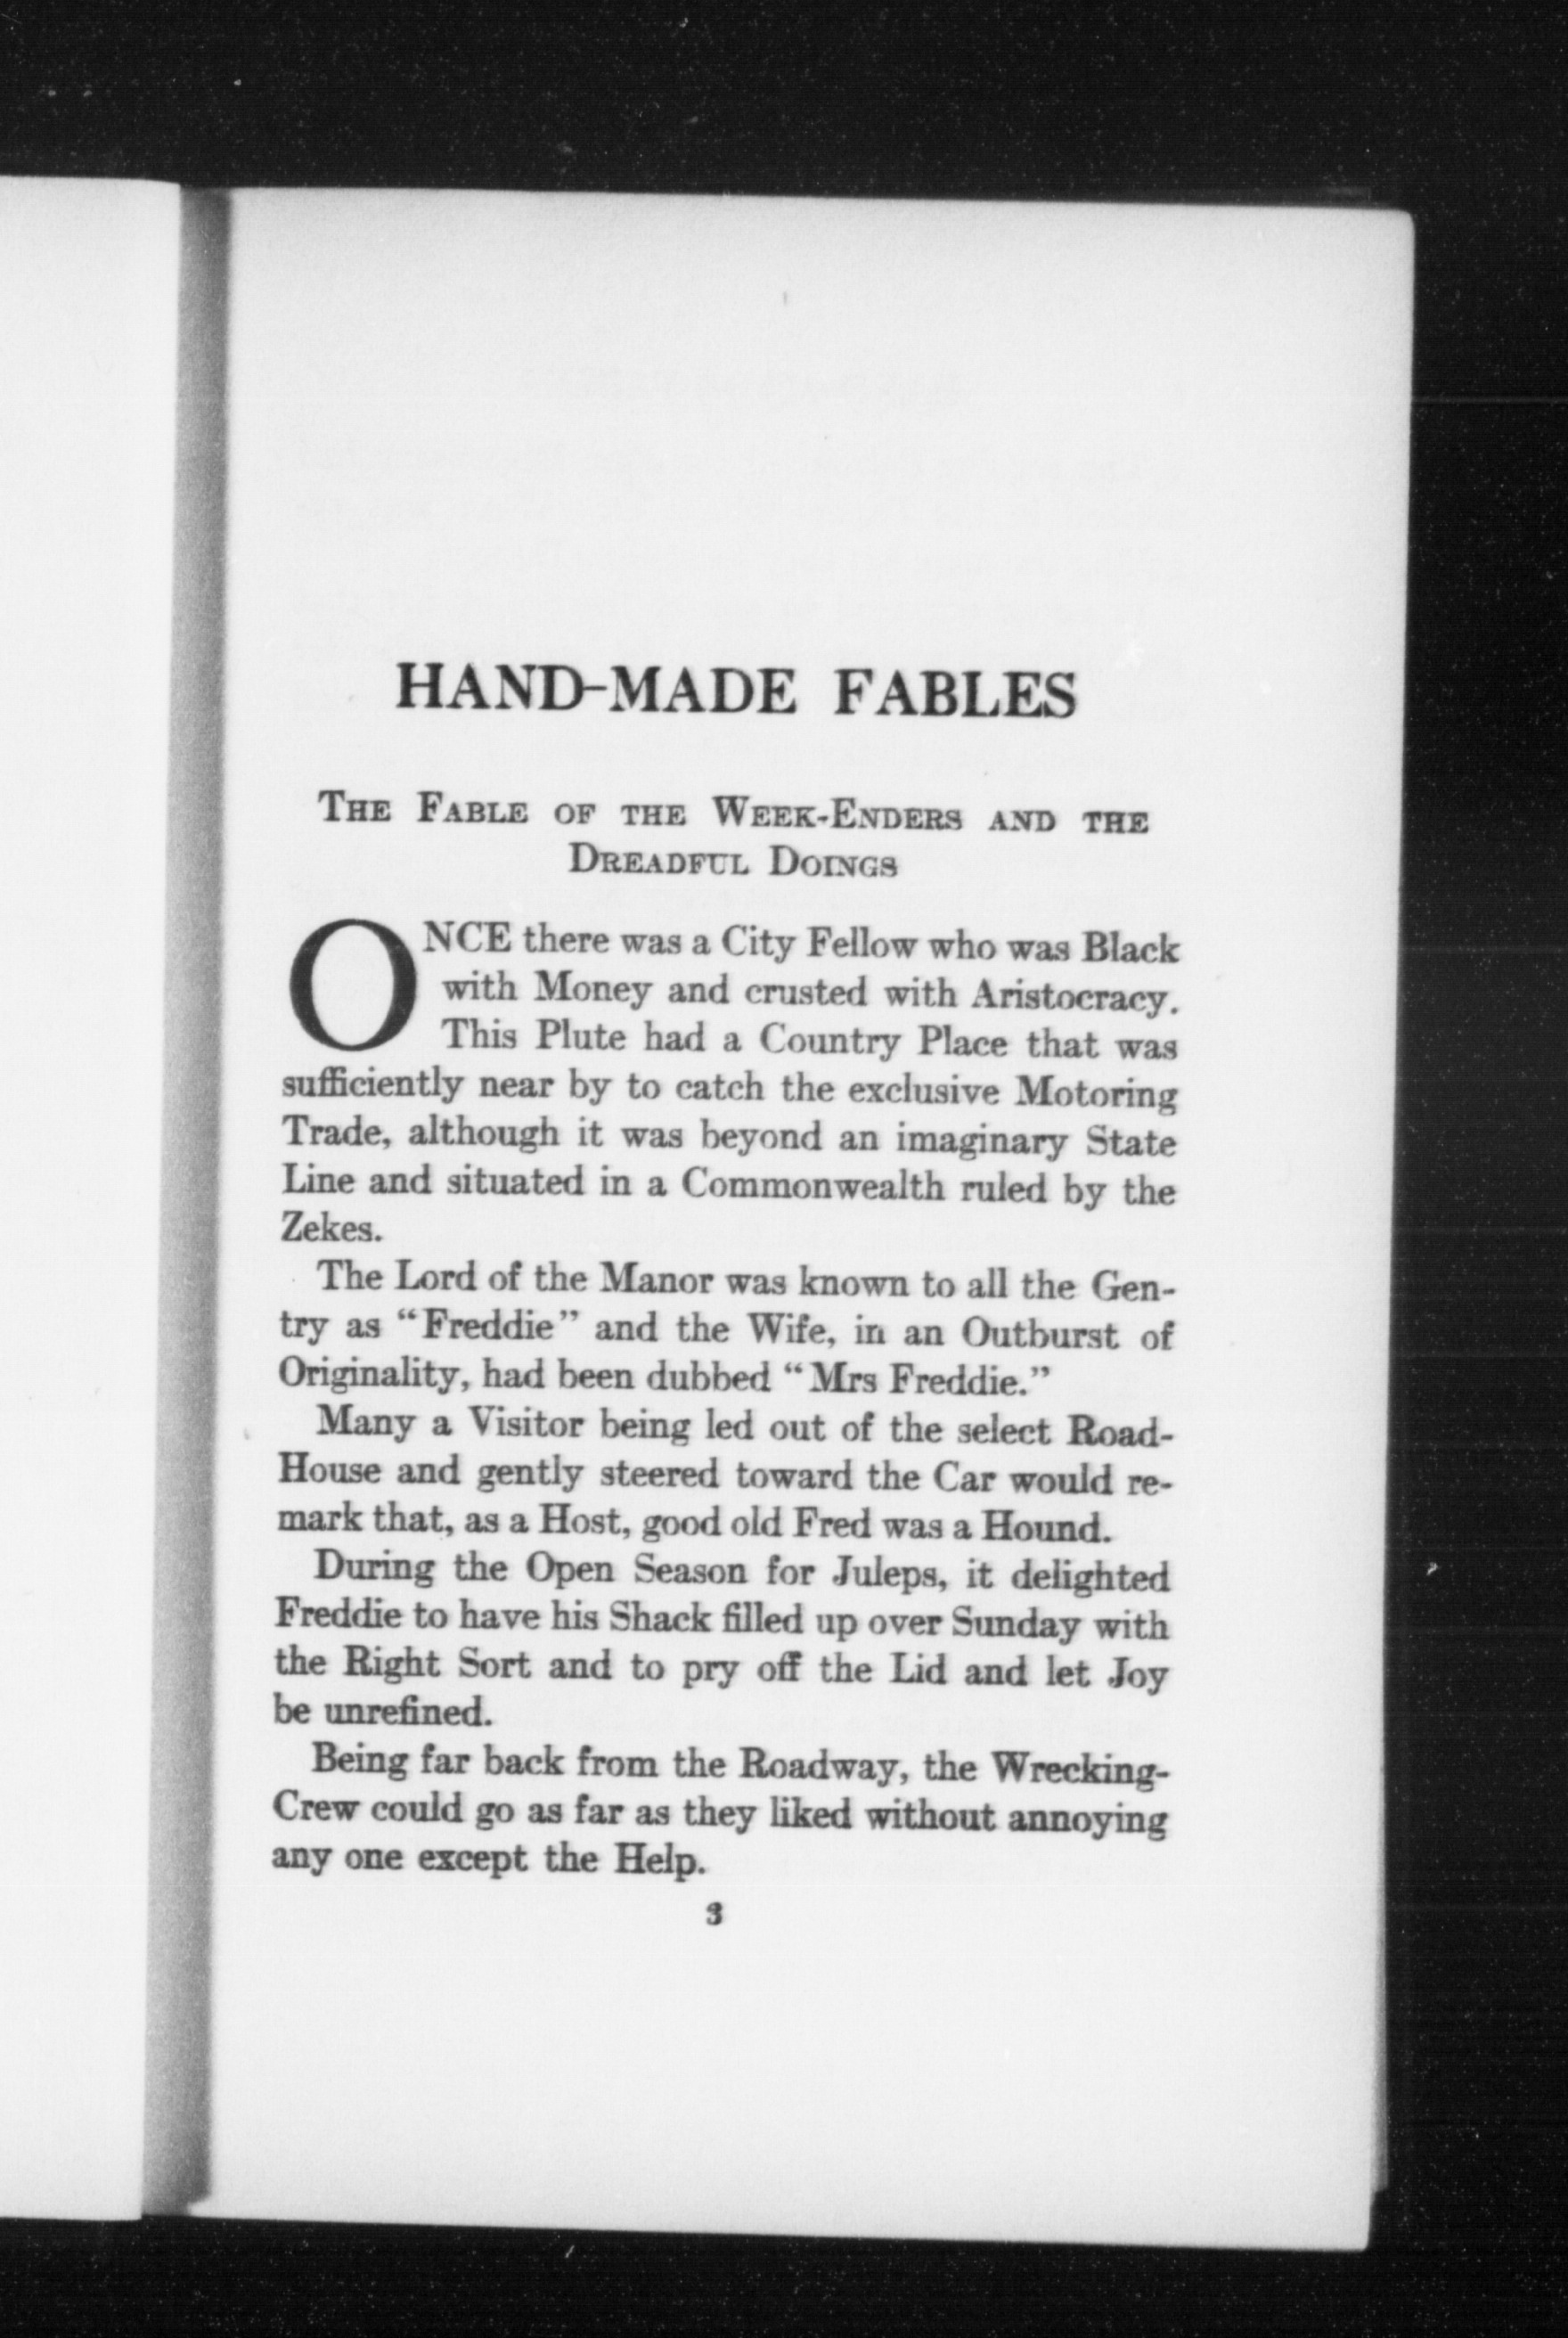 HAND-MADE FABLES
The Fable of the Week-Enders and the
Dreadful Doings
ONCE there was a City Fellow who was Black
with Money and crusted with Aristocracy.
This Plute had a Country Place that was
sufficiently near by to catch the exclusive Motoring
Trade, although it was beyond an imaginary State
Line and situated in a Commonwealth ruled by the
Zekes.
The Lord of the Manor was known to all the Gen-
try as “Freddie” and the Wife, in an Outburst of
Originality, had been dubbed “Mrs Freddie.”
Many a Visitor being led out of the select Road-
House and gently steered toward the Car would re-
mark that, as a Host, good old Fred was a Hound.
During the Open Season for Juleps, it delighted
Freddie to have his Shack filled up over Sunday with
the Right Sort and to pry off the Lid and let Joy
be unrefined.
Being far back from the Roadway, the Wrecking-
Crew could go as far as they liked without annoying
any one except the Help.
3